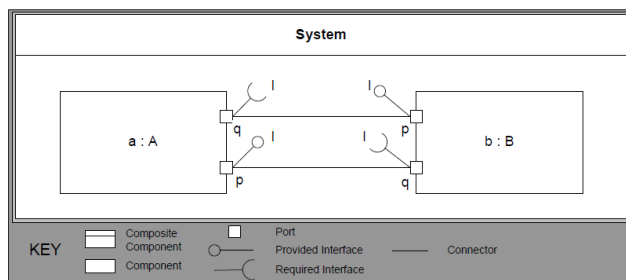 System
I I
q p
a : A b : B
I I
p q
KEY
Composite
Component
Component
Port
Provided Interface
Required Interface
Connector